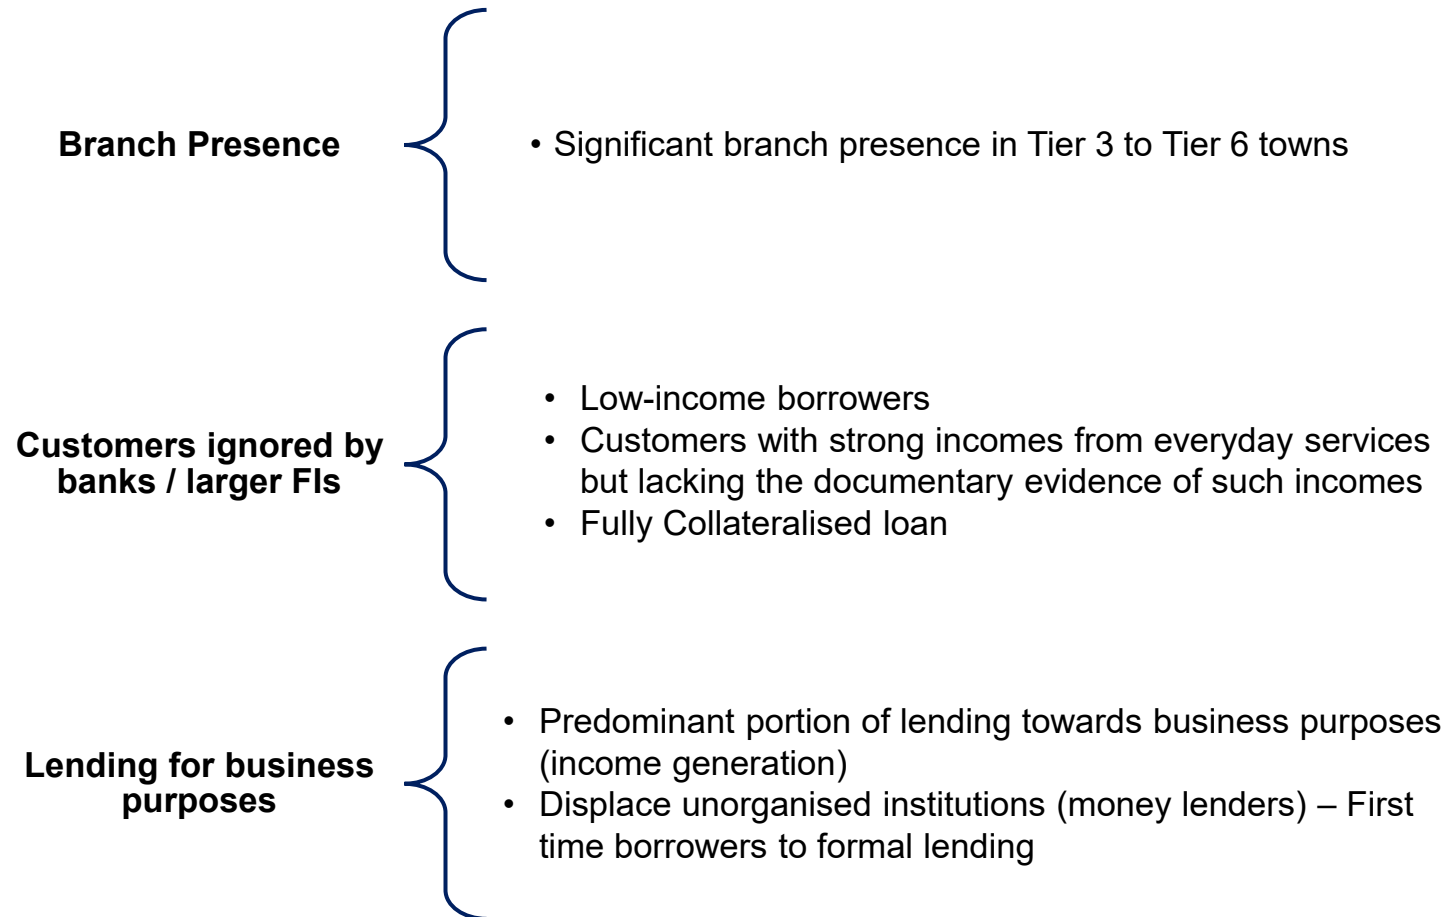 Branch Presence
• Significant branch presence in Tier 3 to Tier 6 towns
Customers ignored by
banks / larger FIs
• Low-income borrowers
• Customers with strong incomes from everyday services
but lacking the documentary evidence of such incomes
• Fully Collateralised loan
Lending for business
purposes
• Predominant portion of lending towards business purposes
(income generation)
• Displace unorganised institutions (money lenders) – First
time borrowers to formal lending